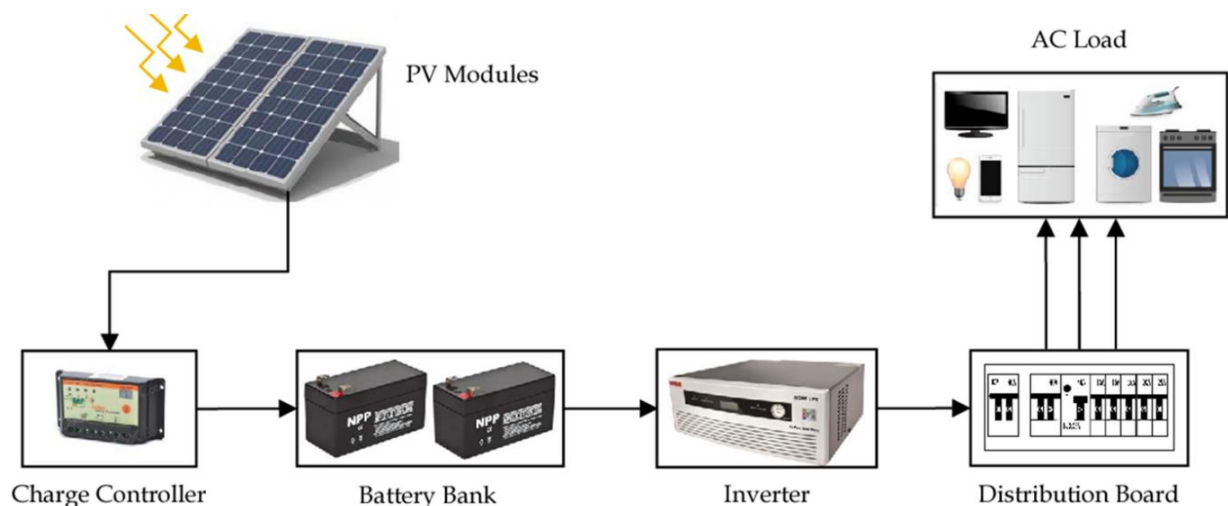 AC Load
PV Modules
NPP
NPP
Charge Controller
Battery Bank
Inverter
Distribution Board